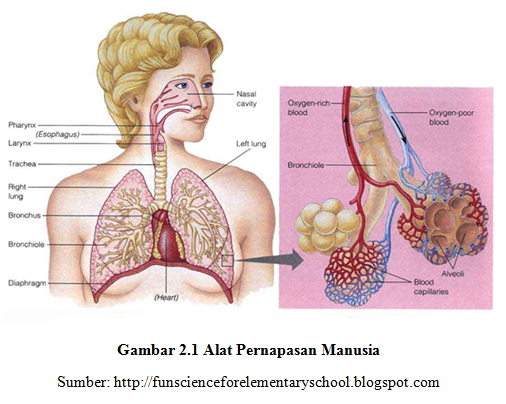 Nasal
cavity
Pharynx
(Esophagus)
Larynx
Trachea
Left lung
Right
lung
Bronchus
Bronchiole
Diaphragm
(Heart)
Oxygen-rich
blood
Oxygen-poor
blood
Bronchiole
Blood
capillaries
Alveoli
Gambar 2.1 Alat Pernapasan Manusia
Sumber: http://funscienceforelementaryschool.blogspot.com